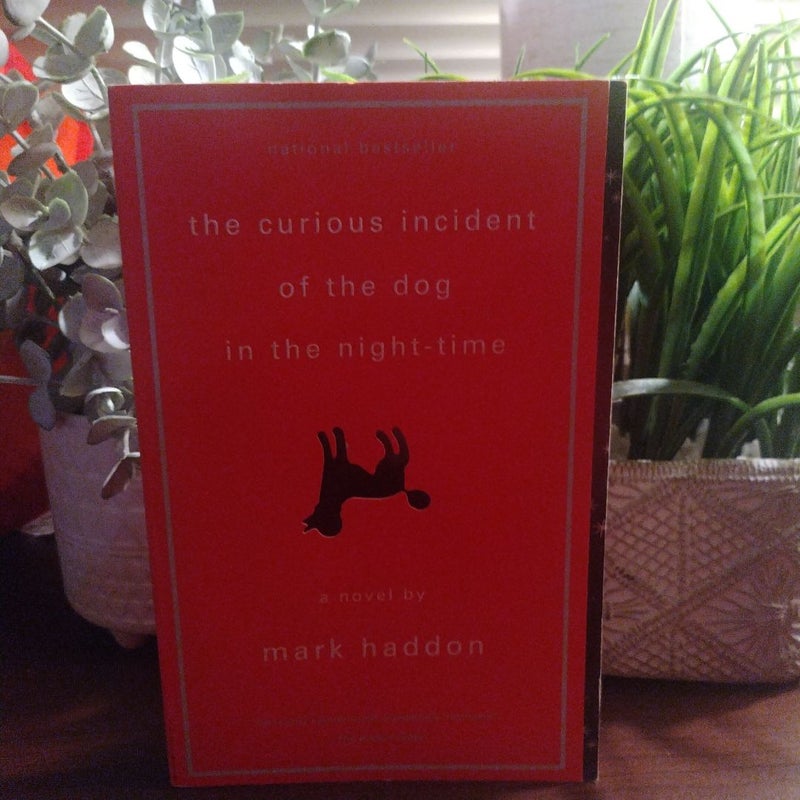 national bestseller
the curious incident
of the dog
in the night-time
a novel by
mark haddon